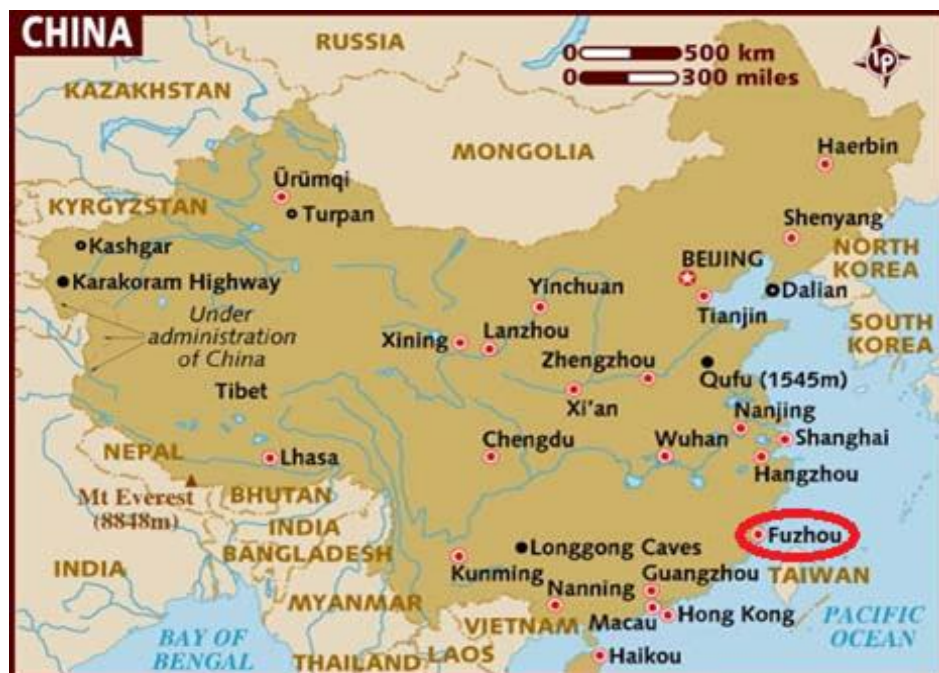 CHINA
RUSSIA
0 500 km
0 300 miles
lp
KAZAKHSTAN
MONGOLIA
Haerbin
Ürümqi
Turpan
KYRGYZSTAN
Shenyang
Kashgar
NORTH
KOREA
BEIJING
Karakoram Highway
Yinchuan
Dalian
Tianjin
Under
administration
of China
Xining
Lanzhou
SOUTH
KOREA
Zhengzhou
Qufu (1545m)
Tibet
Xi'an
Nanjing
Chengdu
Wuhan
Shanghai
NEPAL
Lhasa
Hangzhou
Mt Everest
(8848m)
BHUTAN
INDIA
Fuzhou
BANGLADESH
Longgong Caves
INDIA
Kunming
Guangzhou
TAIWAN
Nanning
MYANMAR
Macau
Hong Kong
VIETNAM
PACIFIC
OCEAN
BAY OF
BENGAL
THAILAND
LAOS
Haikou